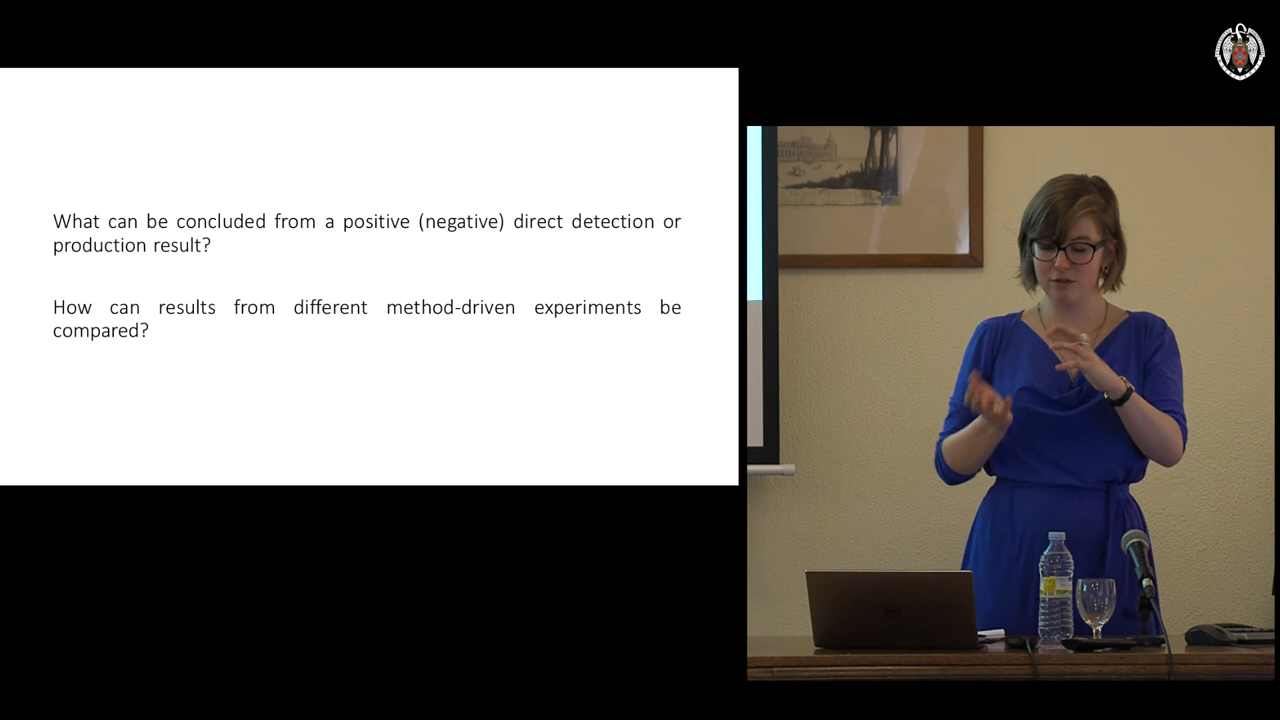 What can be concluded from a positive (negative) direct detection or
production result?
How can results from different method-driven experiments be
compared?